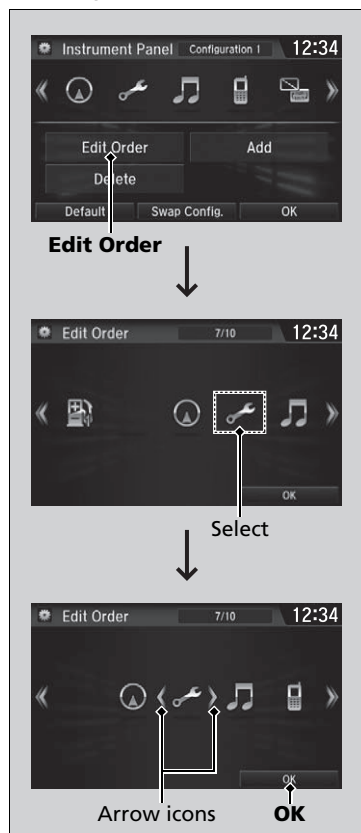 Instrument Panel Configuration 1 12:34
Edit Order Add
Delete
Default Swap Config. OK
Edit Order
Edit Order 7/10 12:34
OK
Select
Edit Order 7/10 12:34
OK
Arrow icons OK